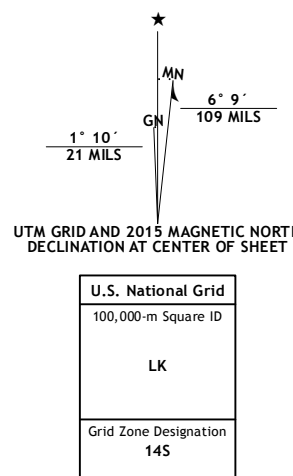 ★
MN
GN
6° 9´
109 MILS
1° 10´
21 MILS
UTM GRID AND 2015 MAGNETIC NORTH
DECLINATION AT CENTER OF SHEET
U.S. National Grid
100,000-m Square ID
LK
Grid Zone Designation
14S